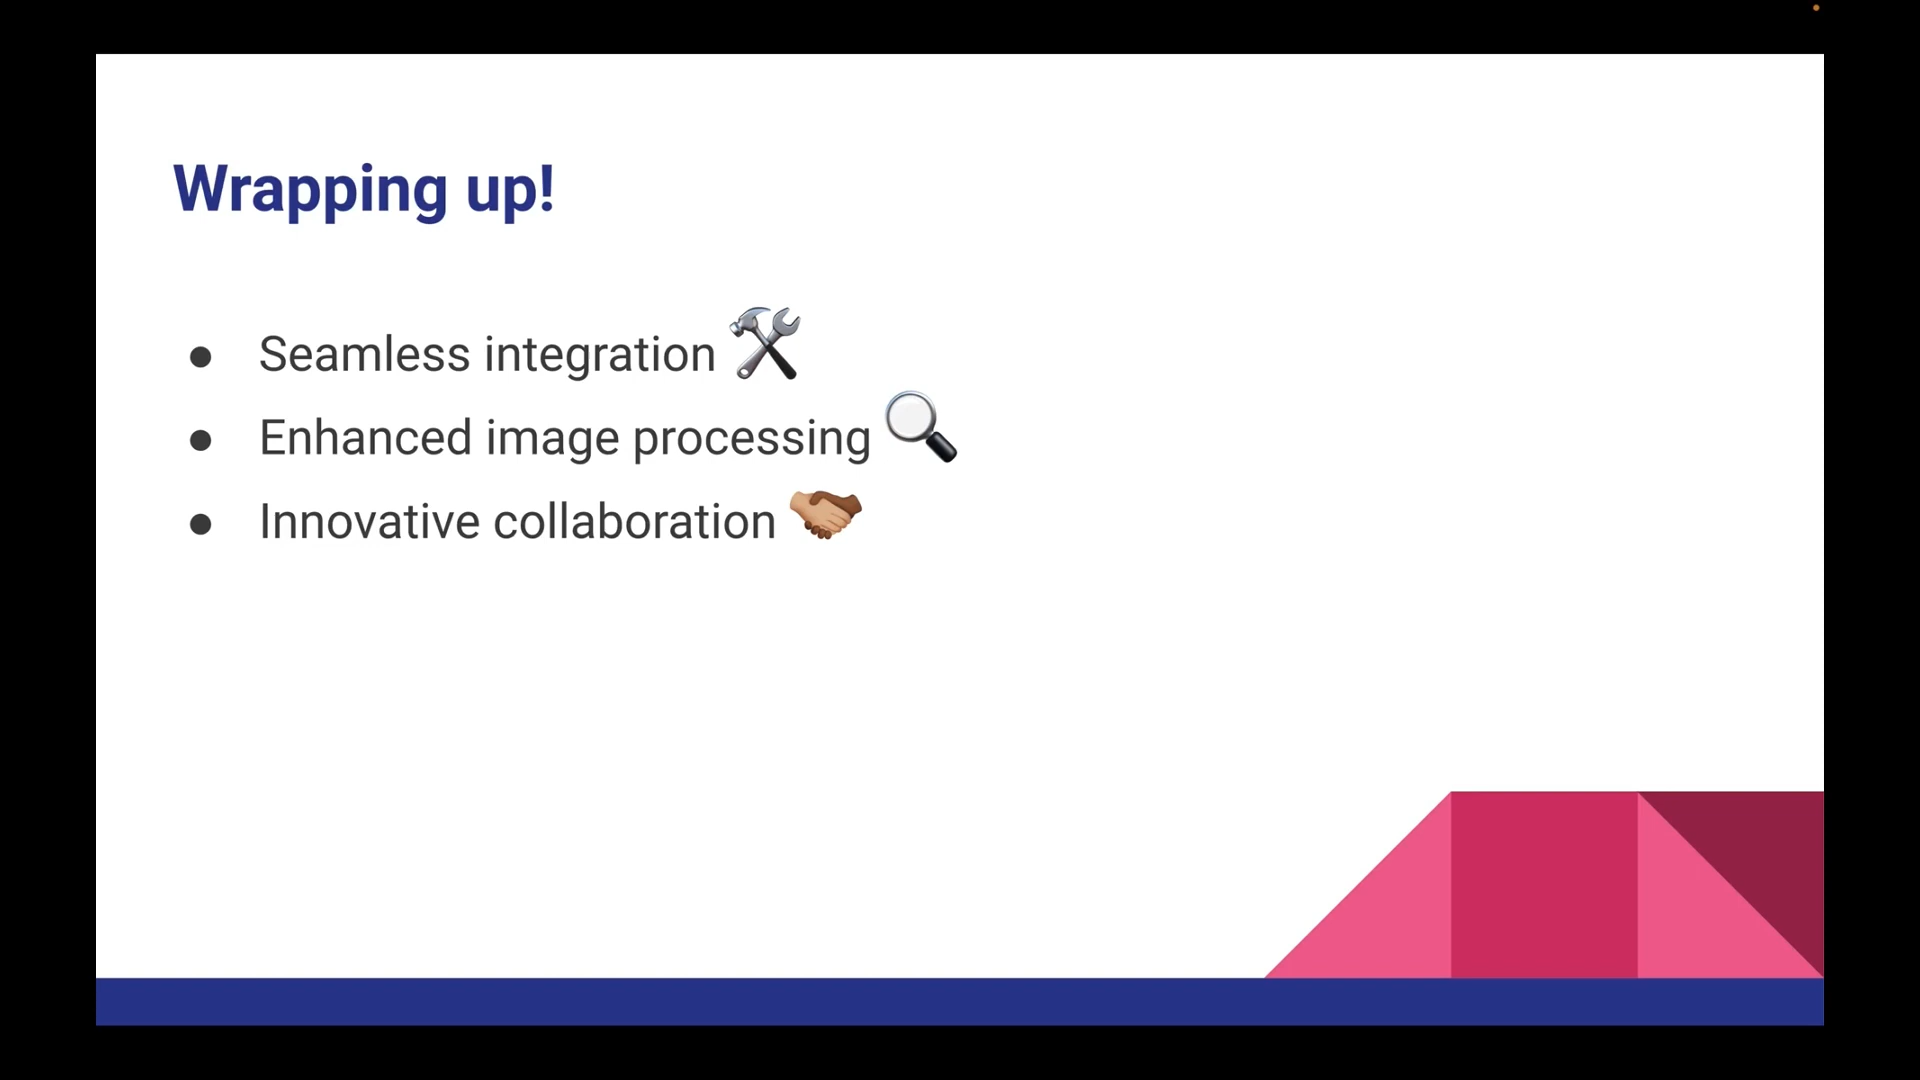 Wrapping up!
● Seamless integration 🛠️
● Enhanced image processing 🔍
● Innovative collaboration 🫱🏼‍🫲🏾